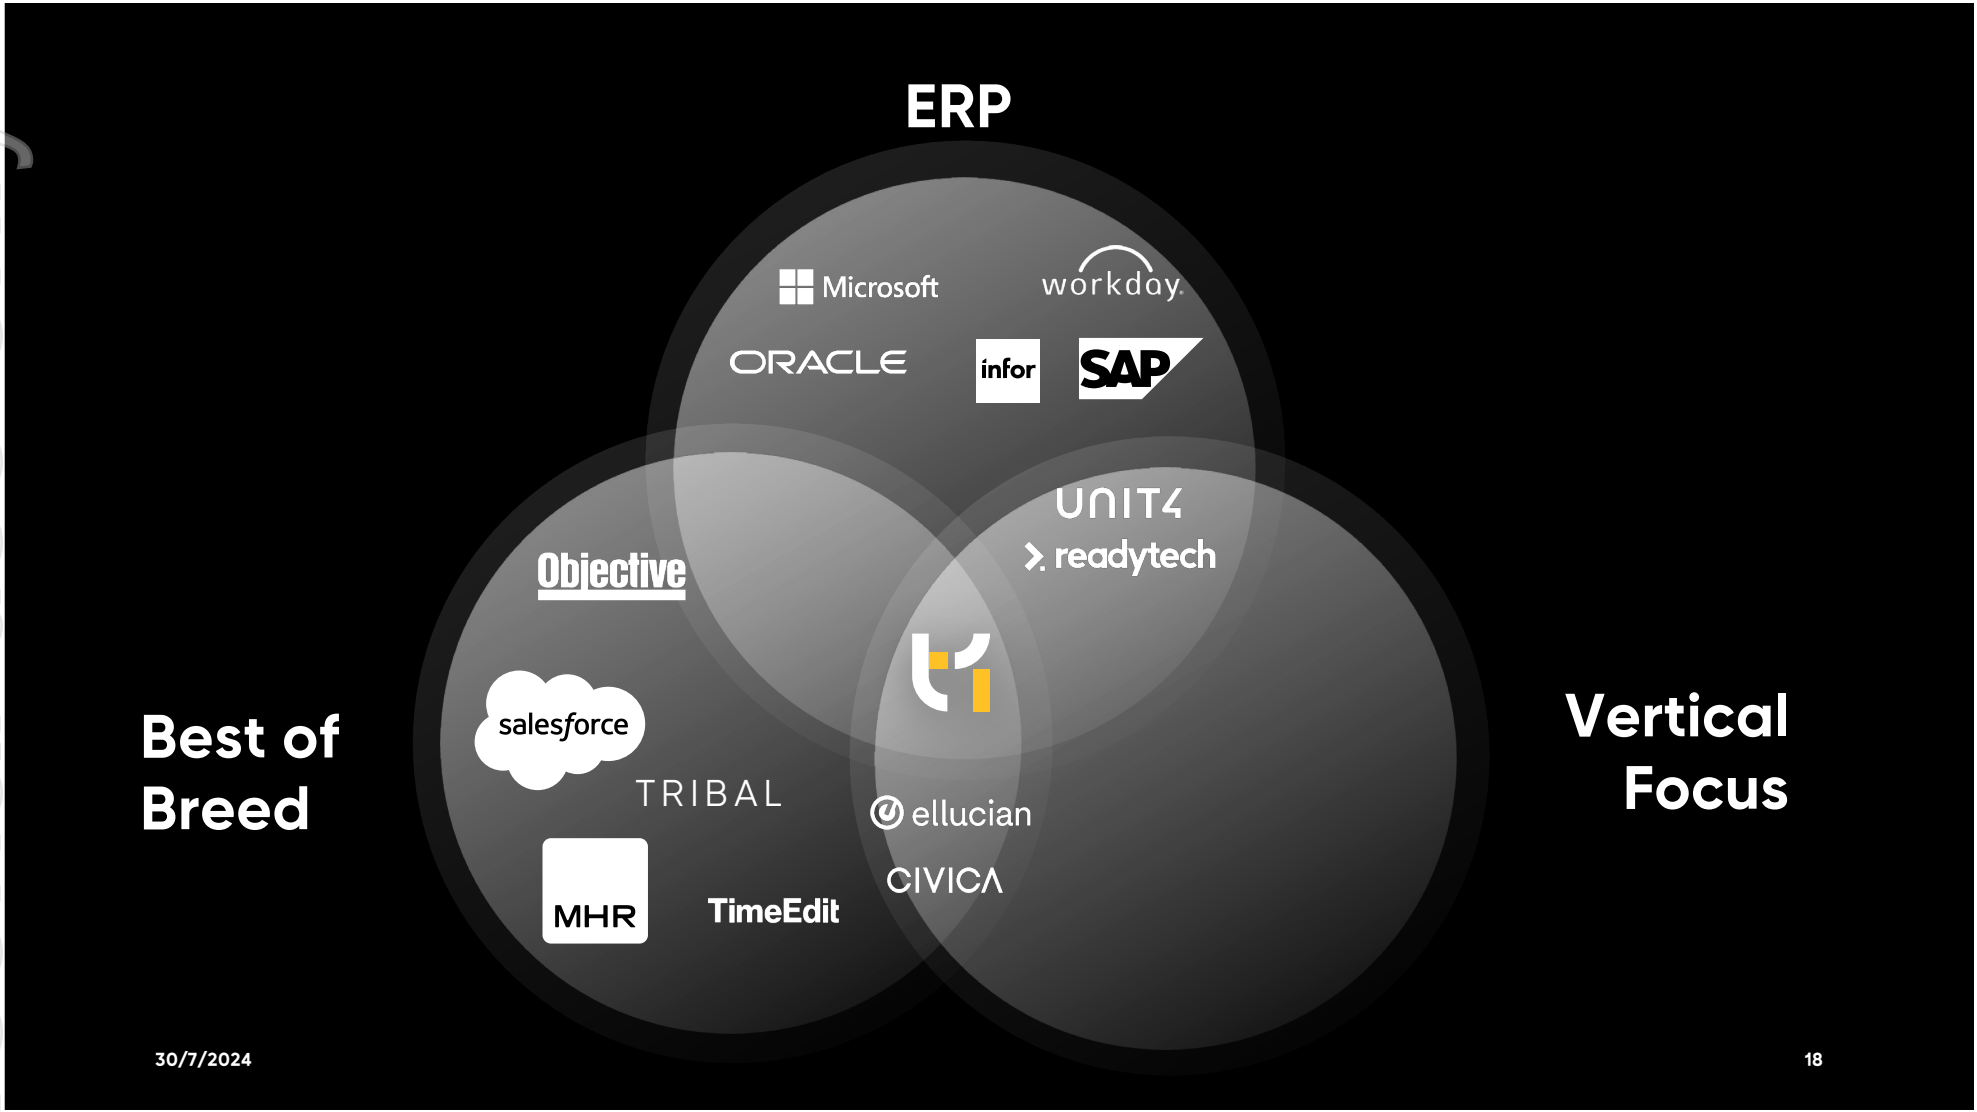 ERP
Microsoft
workday.
ORACLE
infor
SAP
UNIT4
readytech
Objective
t1
salesforce
Best of
Breed
Vertical
Focus
TRIBAL
ellucian
CIVICA
MHR
TimeEdit
30/7/2024
18